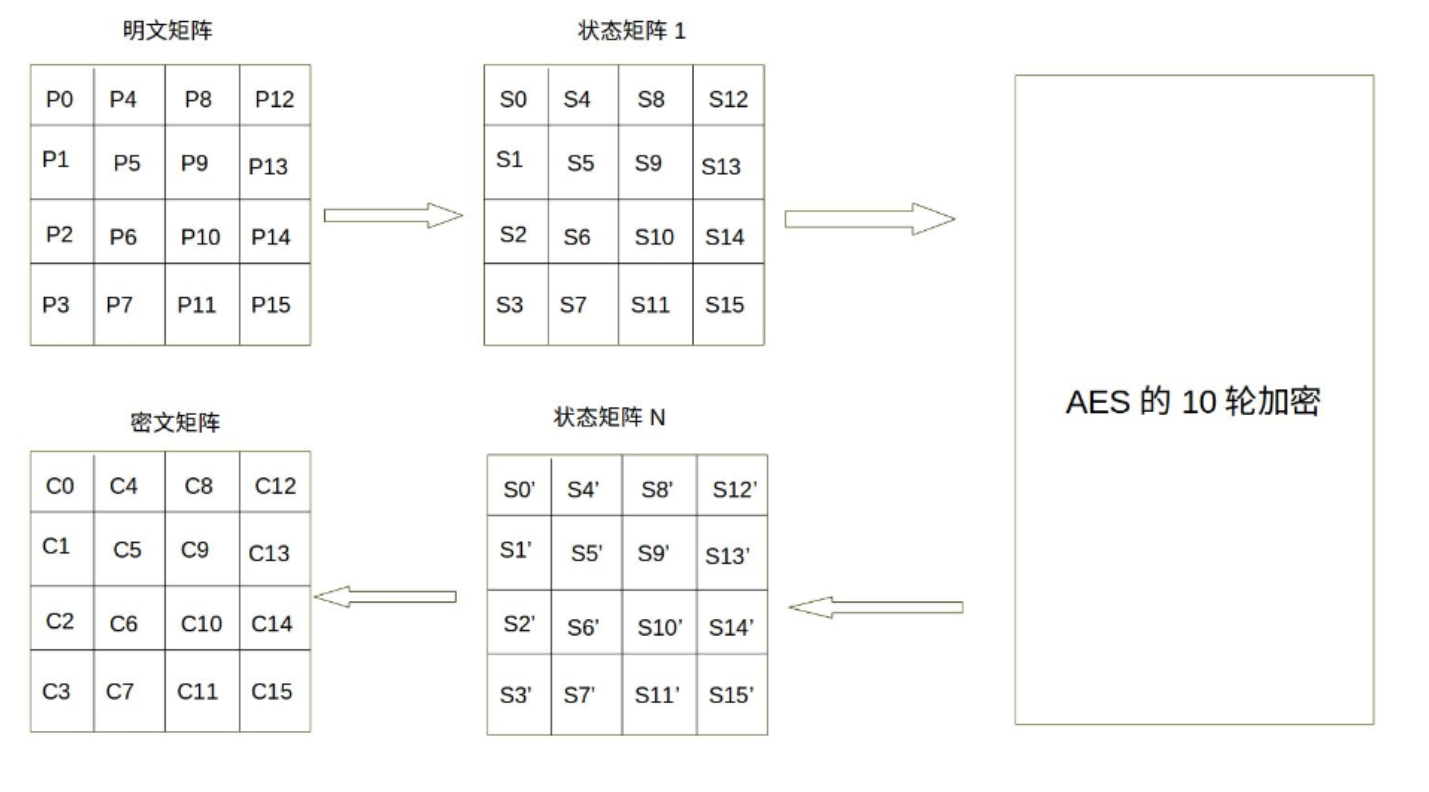 明文矩阵
P0 P4 P8 P12
P1 P5 P9 P13
P2 P6 P10 P14
P3 P7 P11 P15
状态矩阵 1
S0 S4 S8 S12
S1 S5 S9 S13
S2 S6 S10 S14
S3 S7 S11 S15
AES 的 10 轮加密
密文矩阵
C0 C4 C8 C12
C1 C5 C9 C13
C2 C6 C10 C14
C3 C7 C11 C15
状态矩阵 N
S0’ S4’ S8’ S12’
S1’ S5’ S9’ S13’
S2’ S6’ S10’ S14’
S3’ S7’ S11’ S15’